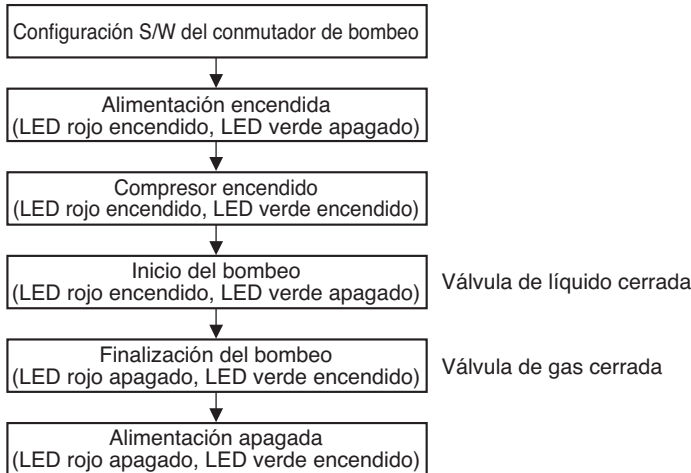 Configuración S/W del conmutador de bombeo
Alimentación encendida
(LED rojo encendido, LED verde apagado)
Compresor encendido
(LED rojo encendido, LED verde encendido)
Inicio del bombeo
(LED rojo encendido, LED verde apagado)
Válvula de líquido cerrada
Finalización del bombeo
(LED rojo apagado, LED verde encendido)
Válvula de gas cerrada
Alimentación apagada
(LED rojo apagado, LED verde encendido)